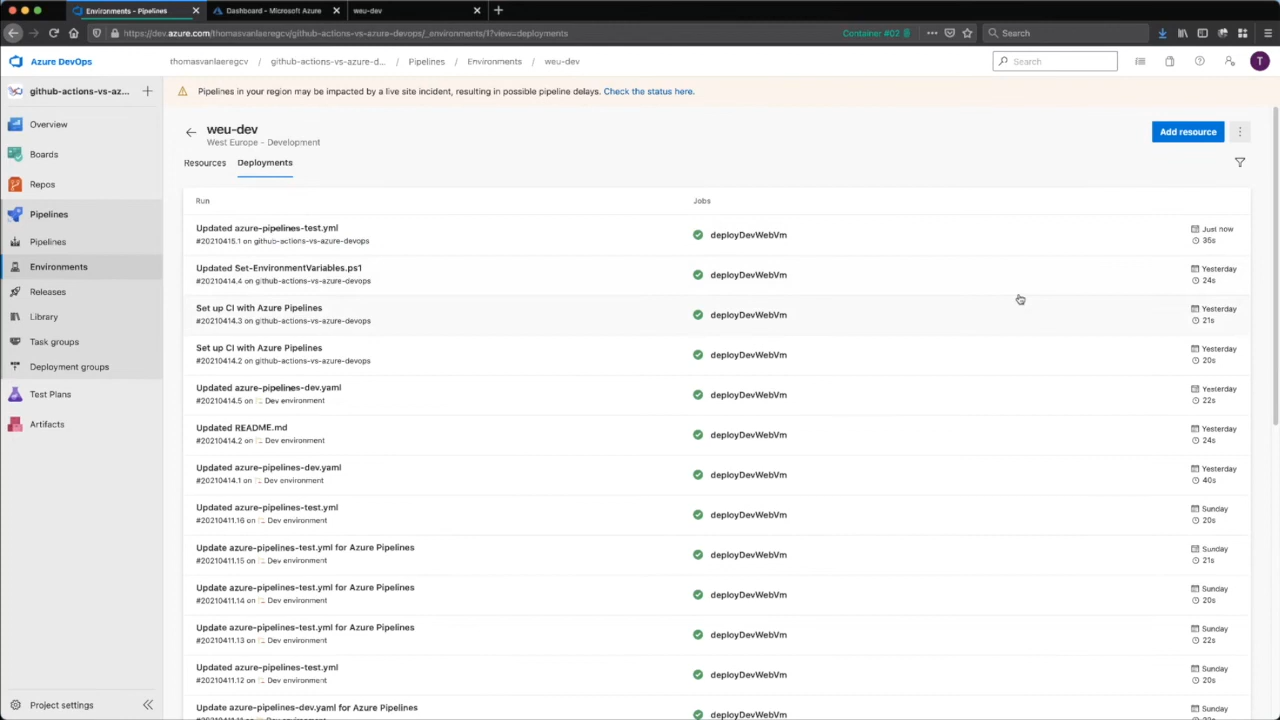 Environments - Pipelines
Dashboard - Microsoft Azure
weu-dev
https://dev.azure.com/thomasvanlaeregcv/github-actions-vs-azure-devops/_environments/1?view=deployments
Container #02
Search
Azure DevOps
thomasvanlaeregcv / github-actions-vs-azure-d... / Pipelines / Environments / weu-dev
Search
T
github-actions-vs-az...
Pipelines in your region may be impacted by a live site incident, resulting in possible pipeline delays. Check the status here.
Overview
Boards
Repos
Pipelines
Pipelines
Environments
Releases
Library
Task groups
Deployment groups
Test Plans
Artifacts
Project settings
weu-dev
West Europe - Development
Add resource
Resources
Deployments
Run
Jobs
Updated azure-pipelines-test.yml
#20210415.1 on github-actions-vs-azure-devops
deployDevWebVm
Just now
35s
Updated Set-EnvironmentVariables.ps1
#20210414.4 on github-actions-vs-azure-devops
deployDevWebVm
Yesterday
24s
Set up CI with Azure Pipelines
#20210414.3 on github-actions-vs-azure-devops
deployDevWebVm
Yesterday
21s
Set up CI with Azure Pipelines
#20210414.2 on github-actions-vs-azure-devops
deployDevWebVm
Yesterday
20s
Updated azure-pipelines-dev.yaml
#20210414.5 on Dev environment
deployDevWebVm
Yesterday
22s
Updated README.md
#20210414.2 on Dev environment
deployDevWebVm
Yesterday
24s
Updated azure-pipelines-dev.yaml
#20210414.1 on Dev environment
deployDevWebVm
Yesterday
40s
Updated azure-pipelines-test.yml
#20210411.16 on Dev environment
deployDevWebVm
Sunday
20s
Update azure-pipelines-test.yml for Azure Pipelines
#20210411.15 on Dev environment
deployDevWebVm
Sunday
21s
Update azure-pipelines-test.yml for Azure Pipelines
#20210411.14 on Dev environment
deployDevWebVm
Sunday
20s
Update azure-pipelines-test.yml for Azure Pipelines
#20210411.13 on Dev environment
deployDevWebVm
Sunday
22s
Updated azure-pipelines-test.yml
#20210411.12 on Dev environment
deployDevWebVm
Sunday
20s
Update azure-pipelines-dev.yaml for Azure Pipelines
deployDevWebVm
Sunday